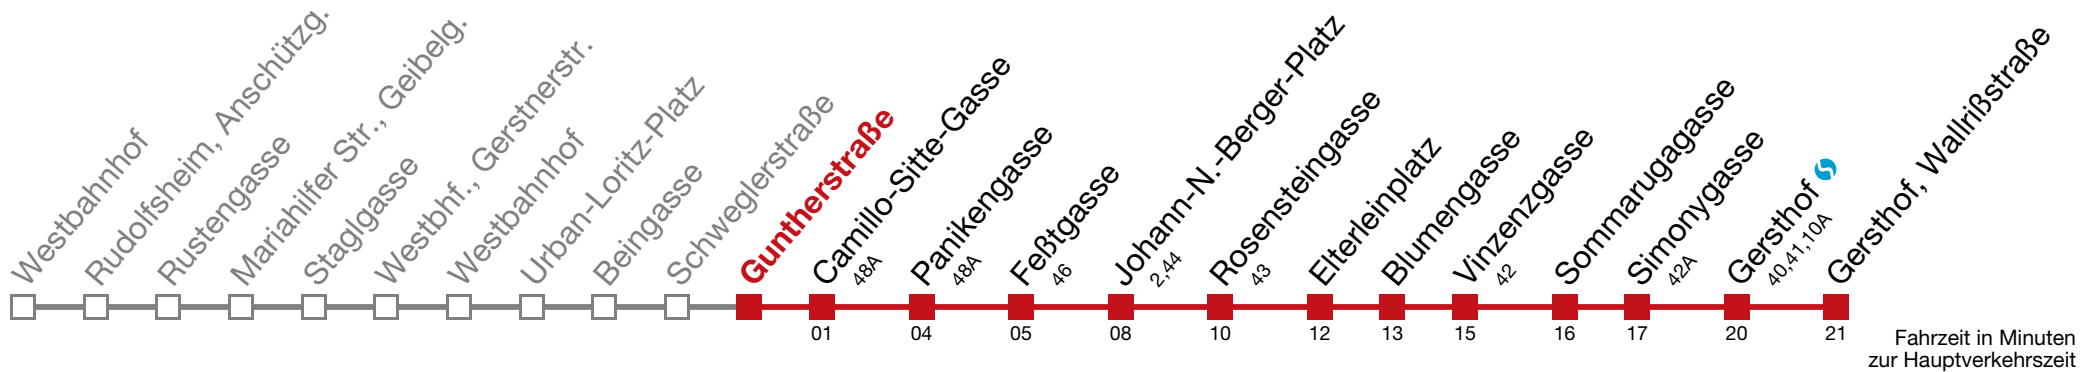 Westbahnhof
Rudolfsheim, Anschützg.
Rustengasse
Mariahilfer Str., Geibelg.
Staglgasse
Westbhf., Gerstnerstr.
Westbahnhof
Urban-Loritz-Platz
Beingasse
Schweglerstraße
Guntherstraße
Camillo-Sitte-Gasse
48A
Panikengasse
48A
Feßtgasse
46
Johann-N.-Berger-Platz
2,44
Rosensteingasse
43
Elterleinplatz
Blumengasse
Vinzenzgasse
42
Sommarugagasse
Simonygasse
42A
Gersthof
40,41,10A
Gersthof, Wallrißstraße
01 04 05 08 10 12 13 15 16 17 20 21
Fahrzeit in Minuten
zur Hauptverkehrszeit